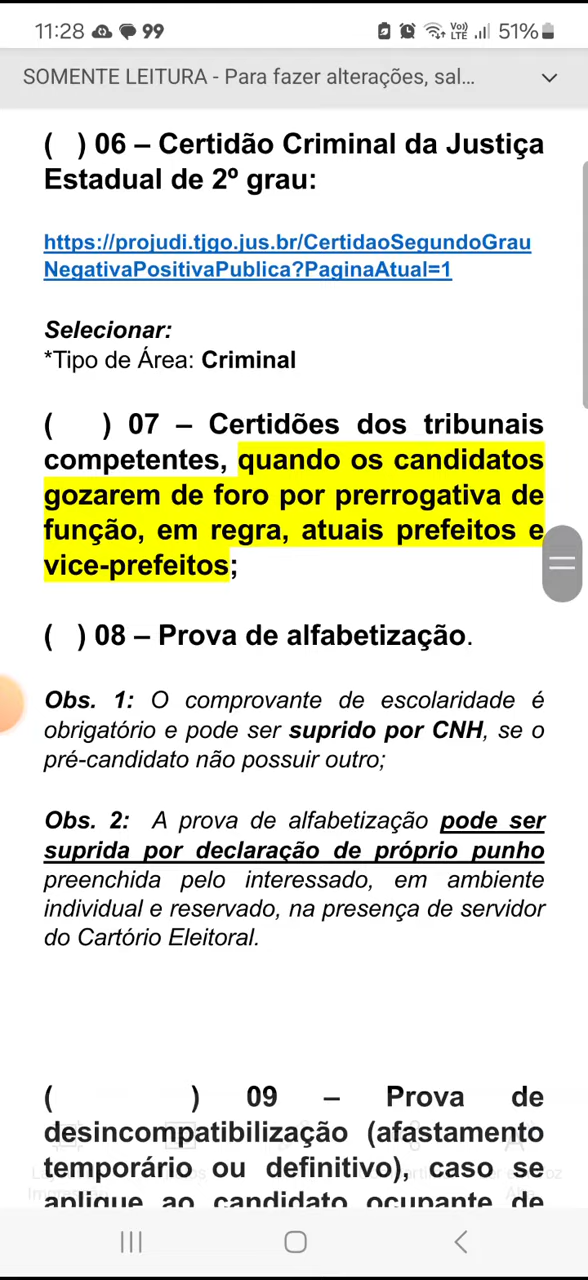 11:28 99 Vo)) LTE 51%
SOMENTE LEITURA - Para fazer alterações, sal...
( ) 06 – Certidão Criminal da Justiça
Estadual de 2º grau:
https://projudi.tjgo.jus.br/CertidaoSegundoGrau
NegativaPositivaPublica?PaginaAtual=1
Selecionar:
*Tipo de Área: Criminal
( ) 07 – Certidões dos tribunais
competentes, quando os candidatos
gozarem de foro por prerrogativa de
função, em regra, atuais prefeitos e
vice-prefeitos;
( ) 08 – Prova de alfabetização.
Obs. 1: O comprovante de escolaridade é
obrigatório e pode ser suprido por CNH, se o
pré-candidato não possuir outro;
Obs. 2: A prova de alfabetização pode ser
suprida por declaração de próprio punho
preenchida pelo interessado, em ambiente
individual e reservado, na presença de servidor
do Cartório Eleitoral.
( ) 09 – Prova de
desincompatibilização (afastamento
temporário ou definitivo), caso se
aplique ao candidato ocupante de